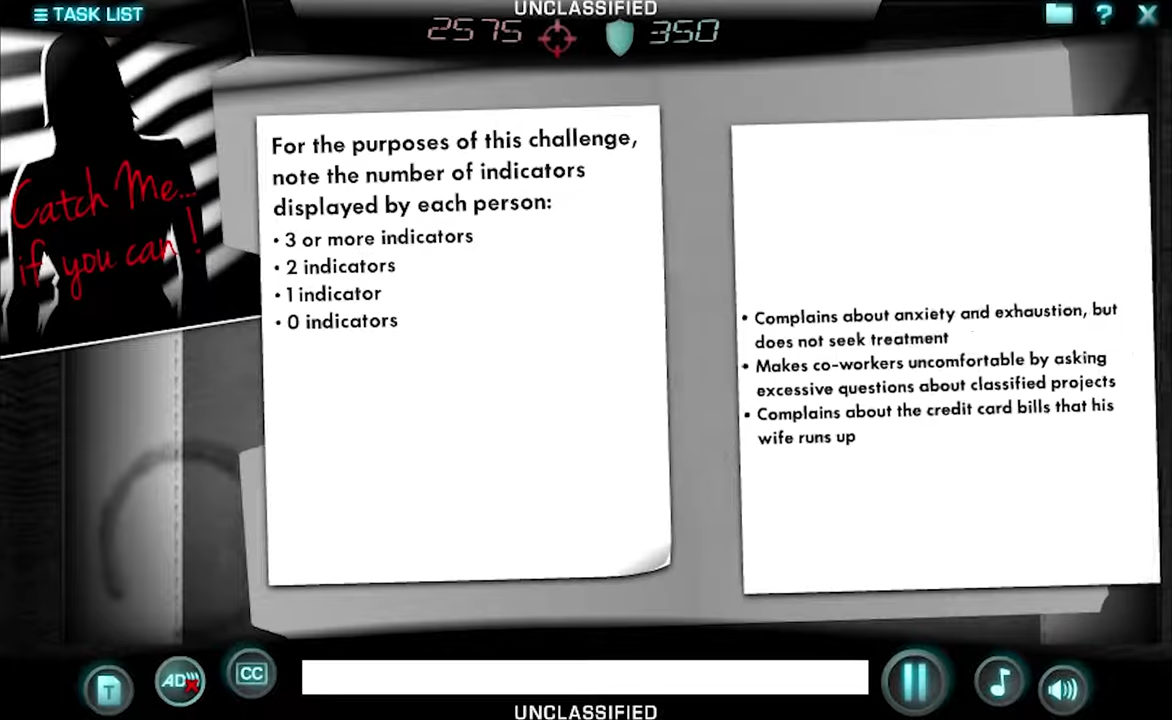 UNCLASSIFIED
TASK LIST
2575 350
?
X
Catch Me...
if you can!
For the purposes of this challenge,
note the number of indicators
displayed by each person:
• 3 or more indicators
• 2 indicators
• 1 indicator
• 0 indicators
• Complains about anxiety and exhaustion, but
does not seek treatment
• Makes co-workers uncomfortable by asking
excessive questions about classified projects
• Complains about the credit card bills that his
wife runs up
T
AD
CC
UNCLASSIFIED